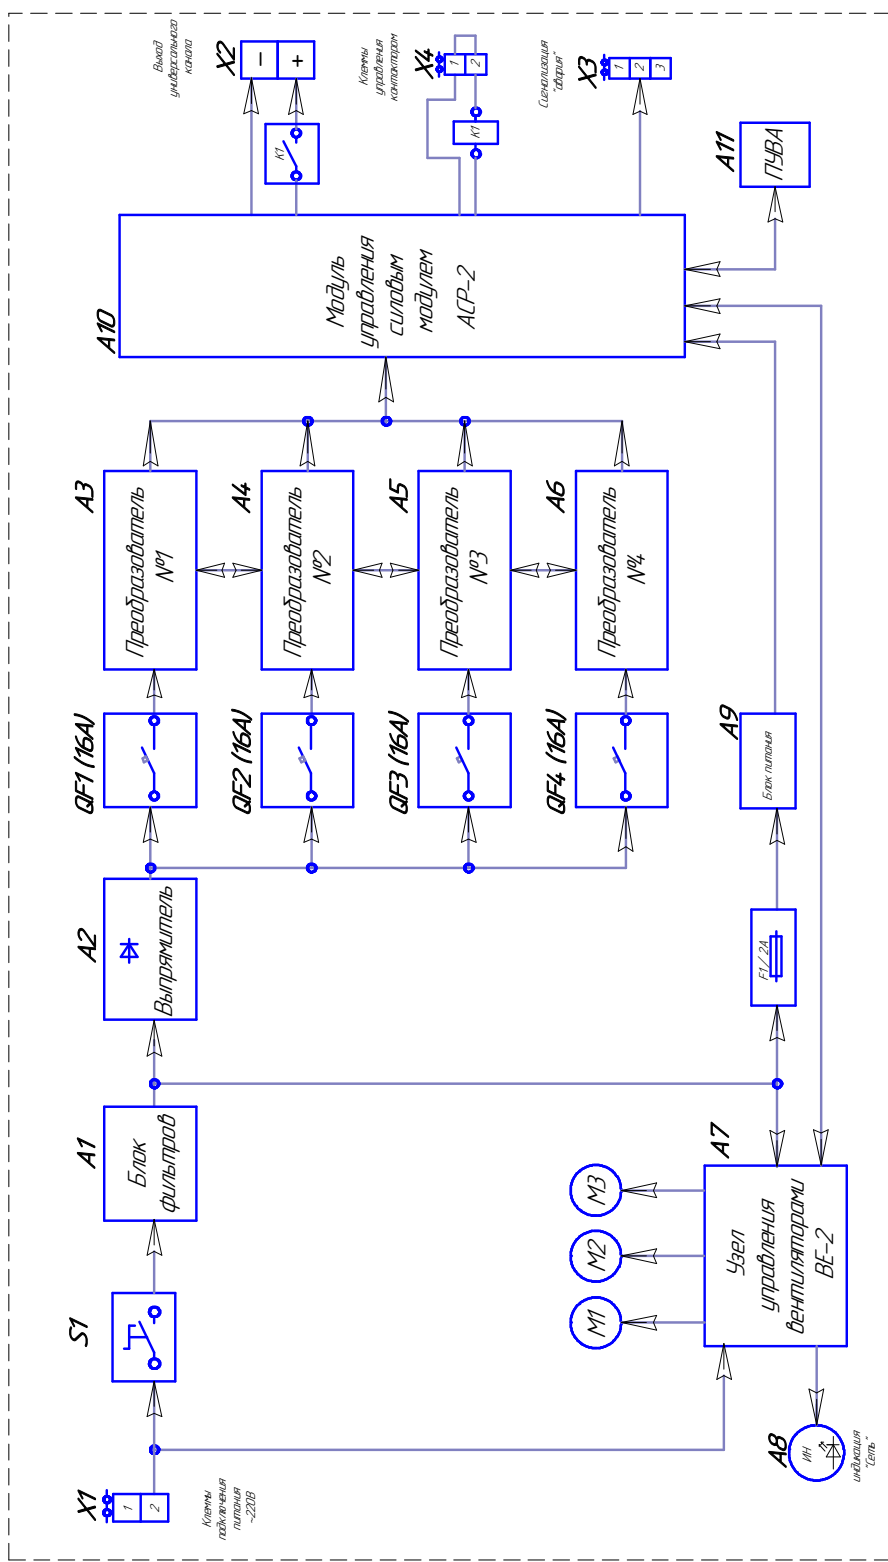 X1
1
2
Клеммы
подключения
питания
~220В
S1
A1
Блок
фильтров
A2
Выпрямитель
QF1 (16А)
QF2 (16А)
QF3 (16А)
QF4 (16А)
A3
Преобразователь
№1
A4
Преобразователь
№2
A5
Преобразователь
№3
A6
Преобразователь
№4
A10
Модуль
управления
силовым
модулем
АСР-2
K1
X2
–
+
Выход
универсального
канала
K1
X4
1
2
Клеммы
управления
контактором
X3
1
2
3
Сигнализация
"авария"
A11
ПУВА
A9
Блок питания
F1/2A
A7
Узел
управления
вентиляторами
ВЕ-2
M1
M2
M3
A8
ИН
индикация
"Сеть"